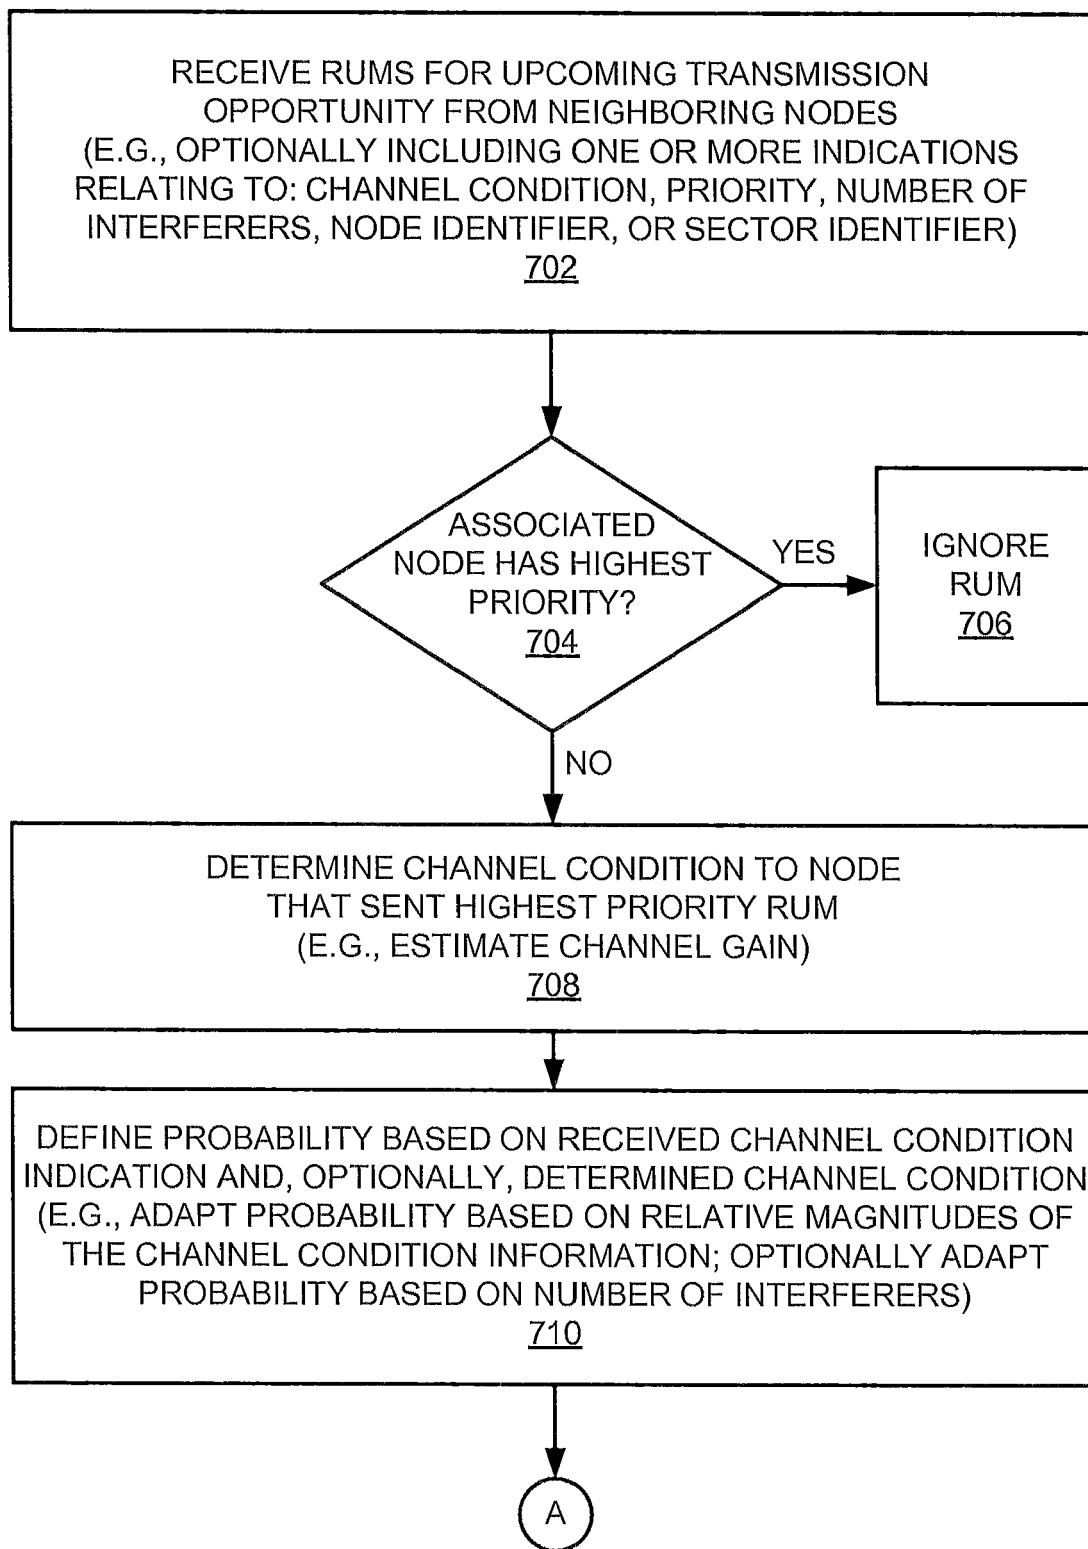 RECEIVE RUMS FOR UPCOMING TRANSMISSION
OPPORTUNITY FROM NEIGHBORING NODES
(E.G., OPTIONALLY INCLUDING ONE OR MORE INDICATIONS
RELATING TO: CHANNEL CONDITION, PRIORITY, NUMBER OF
INTERFERERS, NODE IDENTIFIER, OR SECTOR IDENTIFIER)
702
ASSOCIATED
NODE HAS HIGHEST
PRIORITY?
704
YES
IGNORE
RUM
706
NO
DETERMINE CHANNEL CONDITION TO NODE
THAT SENT HIGHEST PRIORITY RUM
(E.G., ESTIMATE CHANNEL GAIN)
708
DEFINE PROBABILITY BASED ON RECEIVED CHANNEL CONDITION
INDICATION AND, OPTIONALLY, DETERMINED CHANNEL CONDITION
(E.G., ADAPT PROBABILITY BASED ON RELATIVE MAGNITUDES OF
THE CHANNEL CONDITION INFORMATION; OPTIONALLY ADAPT
PROBABILITY BASED ON NUMBER OF INTERFERERS)
710
A